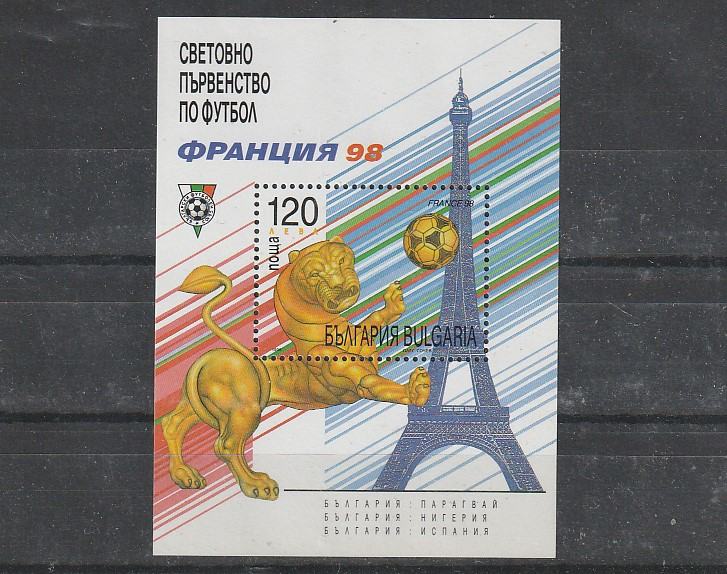 СВЕТОВНО
ПЪРВЕНСТВО
ПО ФУТБОЛ
ФРАНЦИЯ 98
120
ЛЕВА
поща
FRANCE 98
БЪЛГАРИЯ BULGARIA
БЪЛГАРИЯ : ПАРАГВАЙ
БЪЛГАРИЯ : НИГЕРИЯ
БЪЛГАРИЯ : ИСПАНИЯ